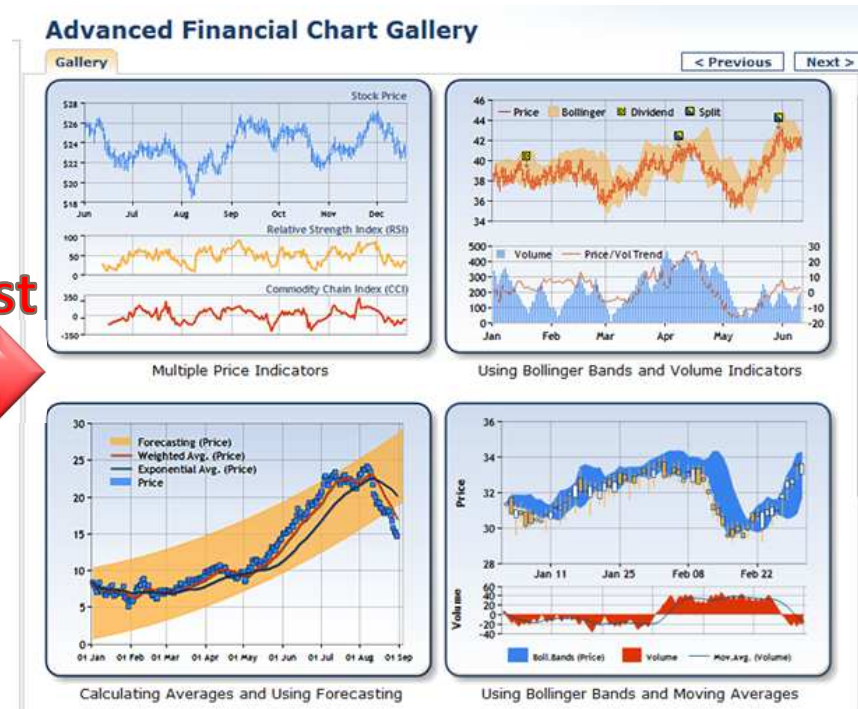 Advanced Financial Chart Gallery
Gallery
< Previous
Next >
st
Stock Price
$28
$26
$24
$22
$20
$18
Jun Jul Aug Sep Oct Nov Dec
Relative Strength Index (RSI)
100
50
0
Commodity Chain Index (CCI)
350
0
-350
Multiple Price Indicators
46
44
42
40
38
36
34
Price Bollinger Dividend Split
500
400
300
200
100
0
Volume Price/Vol Trend
30
20
10
0
-10
-20
Jan Feb Mar Apr May Jun
Using Bollinger Bands and Volume Indicators
30
25
20
15
10
5
0
Forecasting (Price)
Weighted Avg. (Price)
Exponential Avg. (Price)
Price
01 Jan 01 Feb 01 Mar 01 Apr 01 May 01 Jun 01 Jul 01 Aug 01 Sep
Calculating Averages and Using Forecasting
Price
36
34
32
30
28
Jan 11 Jan 25 Feb 08 Feb 22
Volume
60
40
20
0
-20
-40
Boll.Bands (Price) Volume Mov.Avg. (Volume)
Using Bollinger Bands and Moving Averages